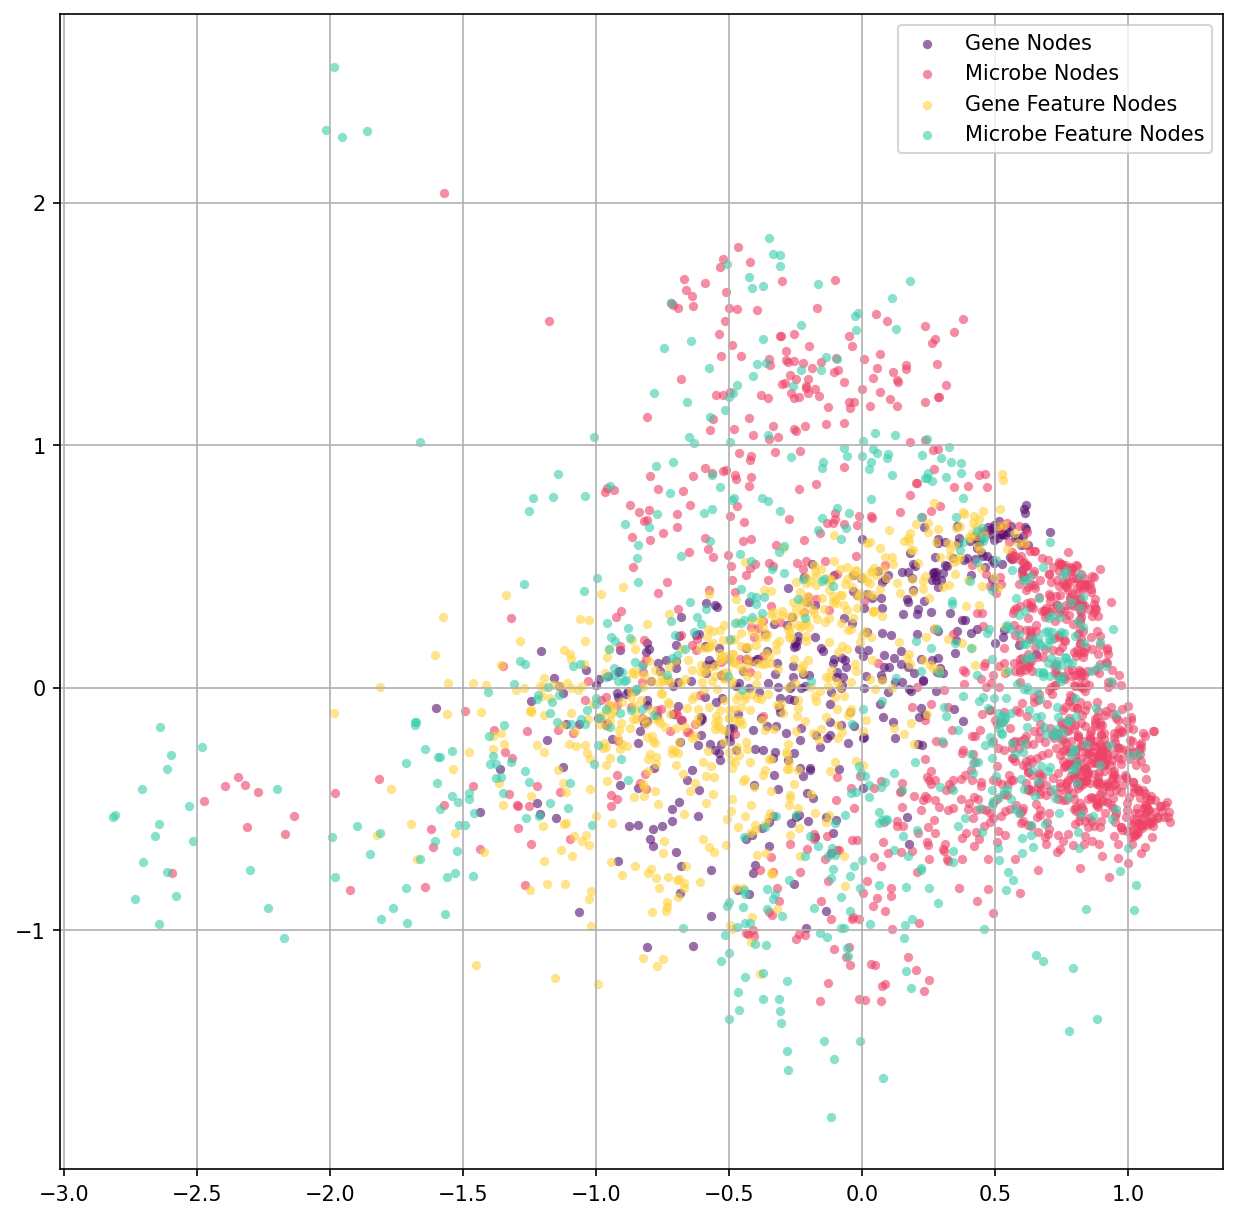 Gene Nodes
Microbe Nodes
Gene Feature Nodes
Microbe Feature Nodes
2
1
0
−1
−3.0 −2.5 −2.0 −1.5 −1.0 −0.5 0.0 0.5 1.0